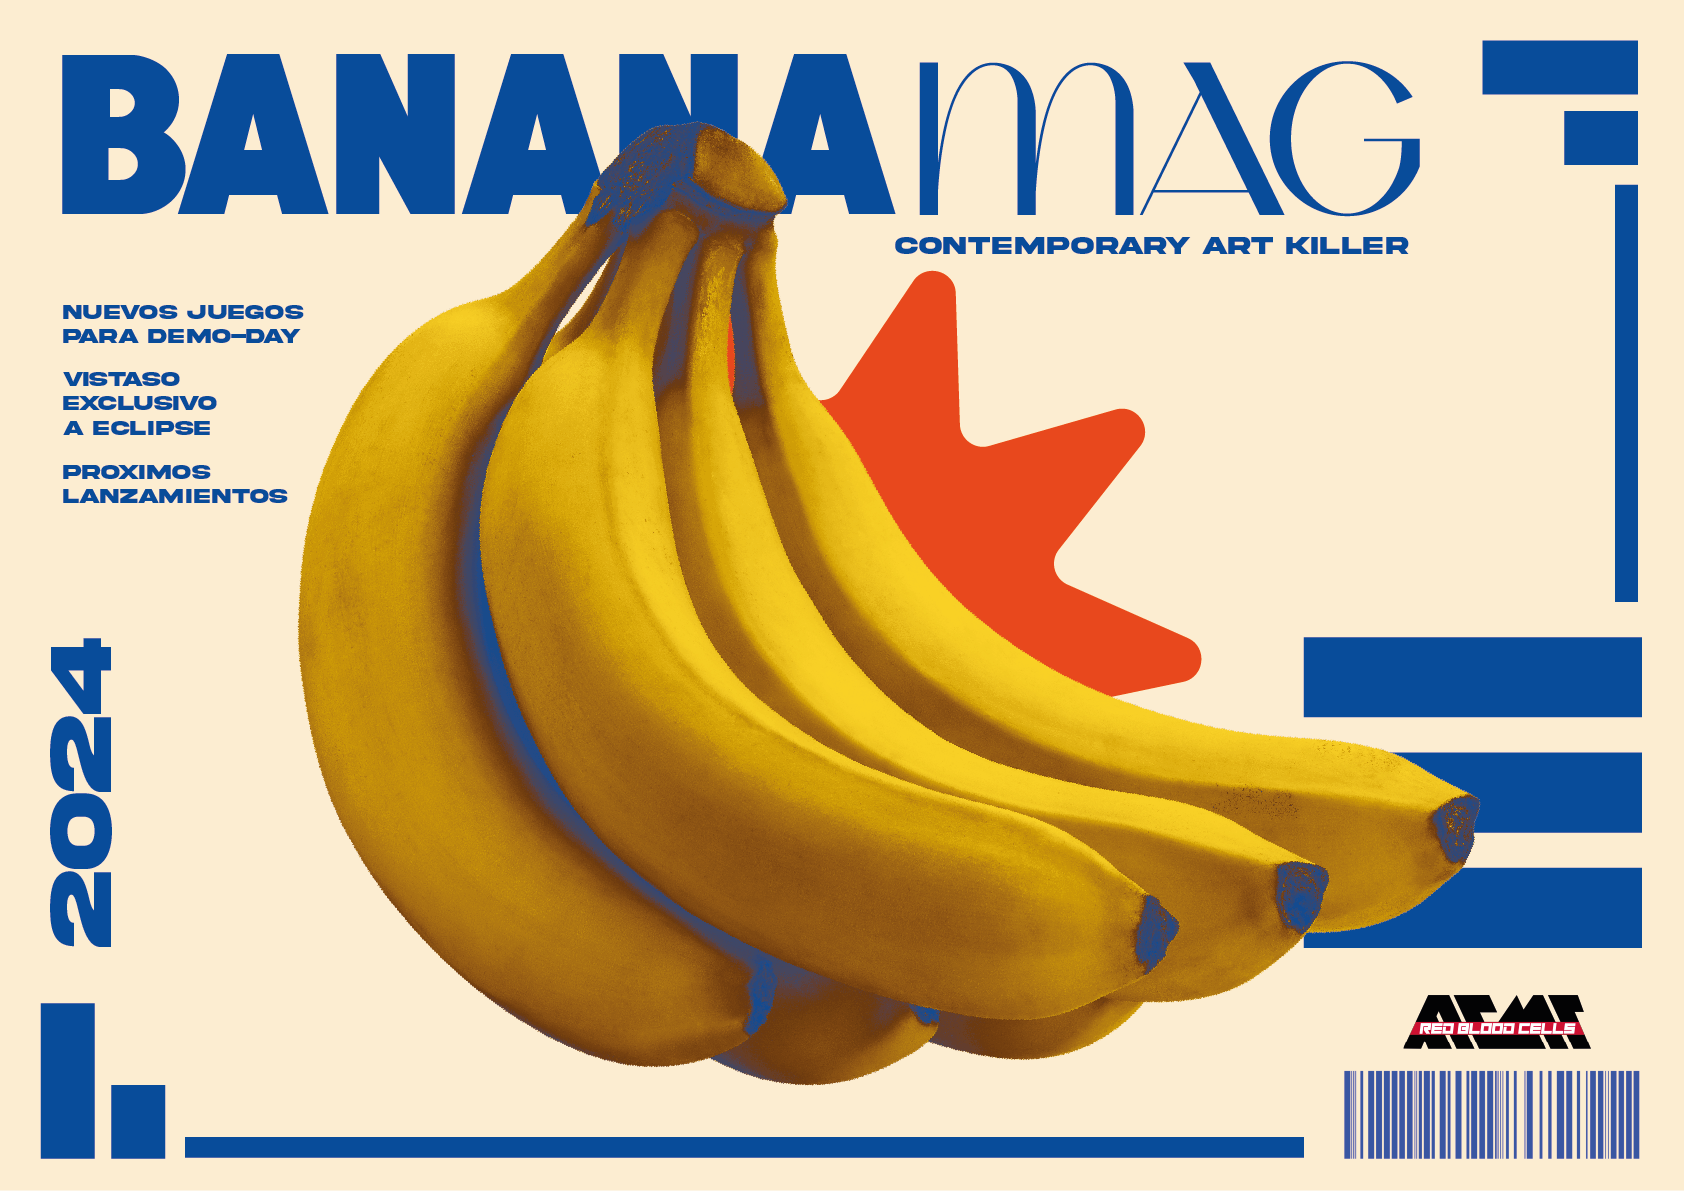 BANANA MAG
CONTEMPORARY ART KILLER
NUEVOS JUEGOS
PARA DEMO-DAY
VISTASO
EXCLUSIVO
A ECLIPSE
PROXIMOS
LANZAMIENTOS
2024
RED BLOOD CELLS